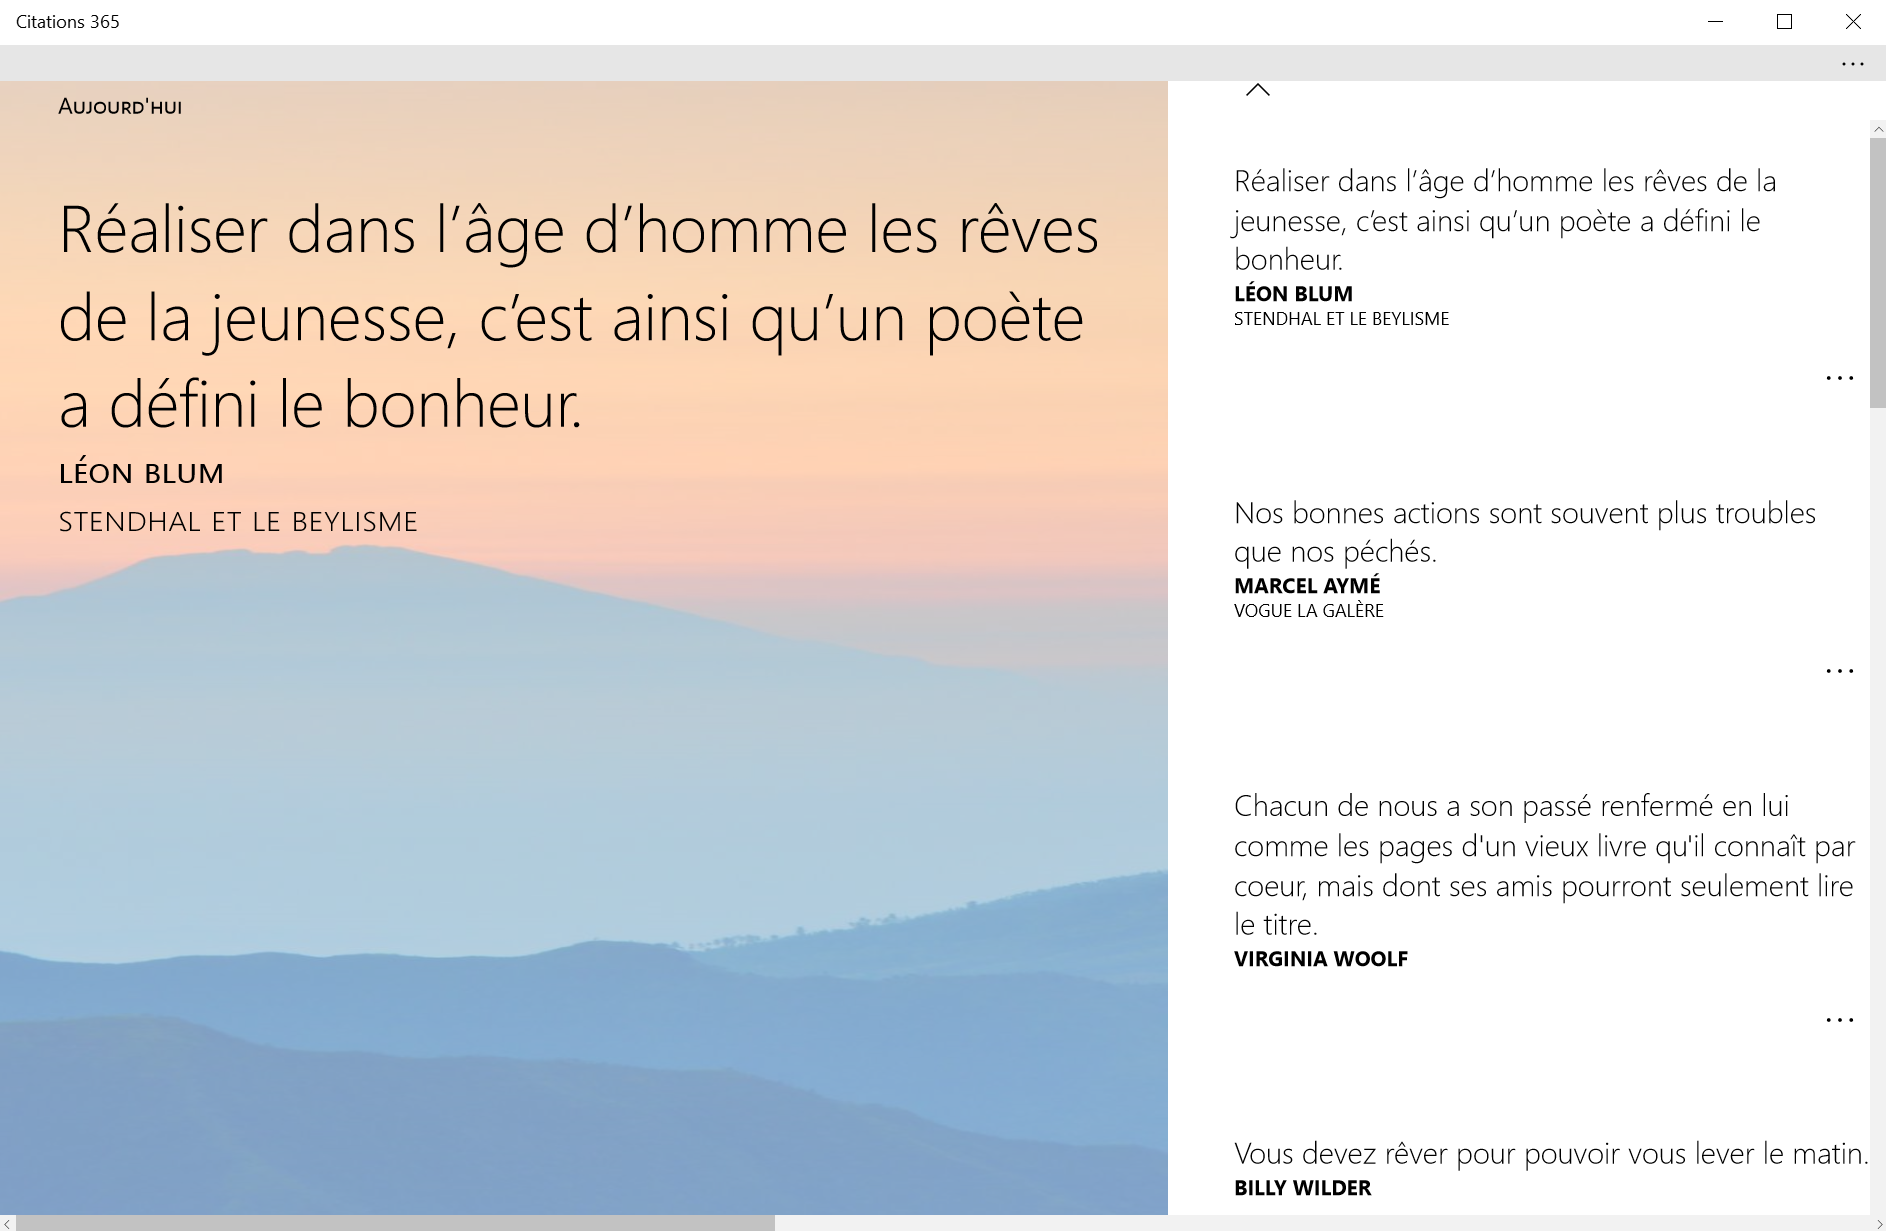 Citations 365
Aujourd'hui
Réaliser dans l’âge d’homme les rêves
de la jeunesse, c’est ainsi qu’un poète
a défini le bonheur.
LÉON BLUM
STENDHAL ET LE BEYLISME
Réaliser dans l’âge d’homme les rêves de la
jeunesse, c’est ainsi qu’un poète a défini le
bonheur.
LÉON BLUM
STENDHAL ET LE BEYLISME
Nos bonnes actions sont souvent plus troubles
que nos péchés.
MARCEL AYMÉ
VOGUE LA GALÈRE
Chacun de nous a son passé renfermé en lui
comme les pages d'un vieux livre qu'il connaît par
coeur, mais dont ses amis pourront seulement lire
le titre.
VIRGINIA WOOLF
Vous devez rêver pour pouvoir vous lever le matin.
BILLY WILDER